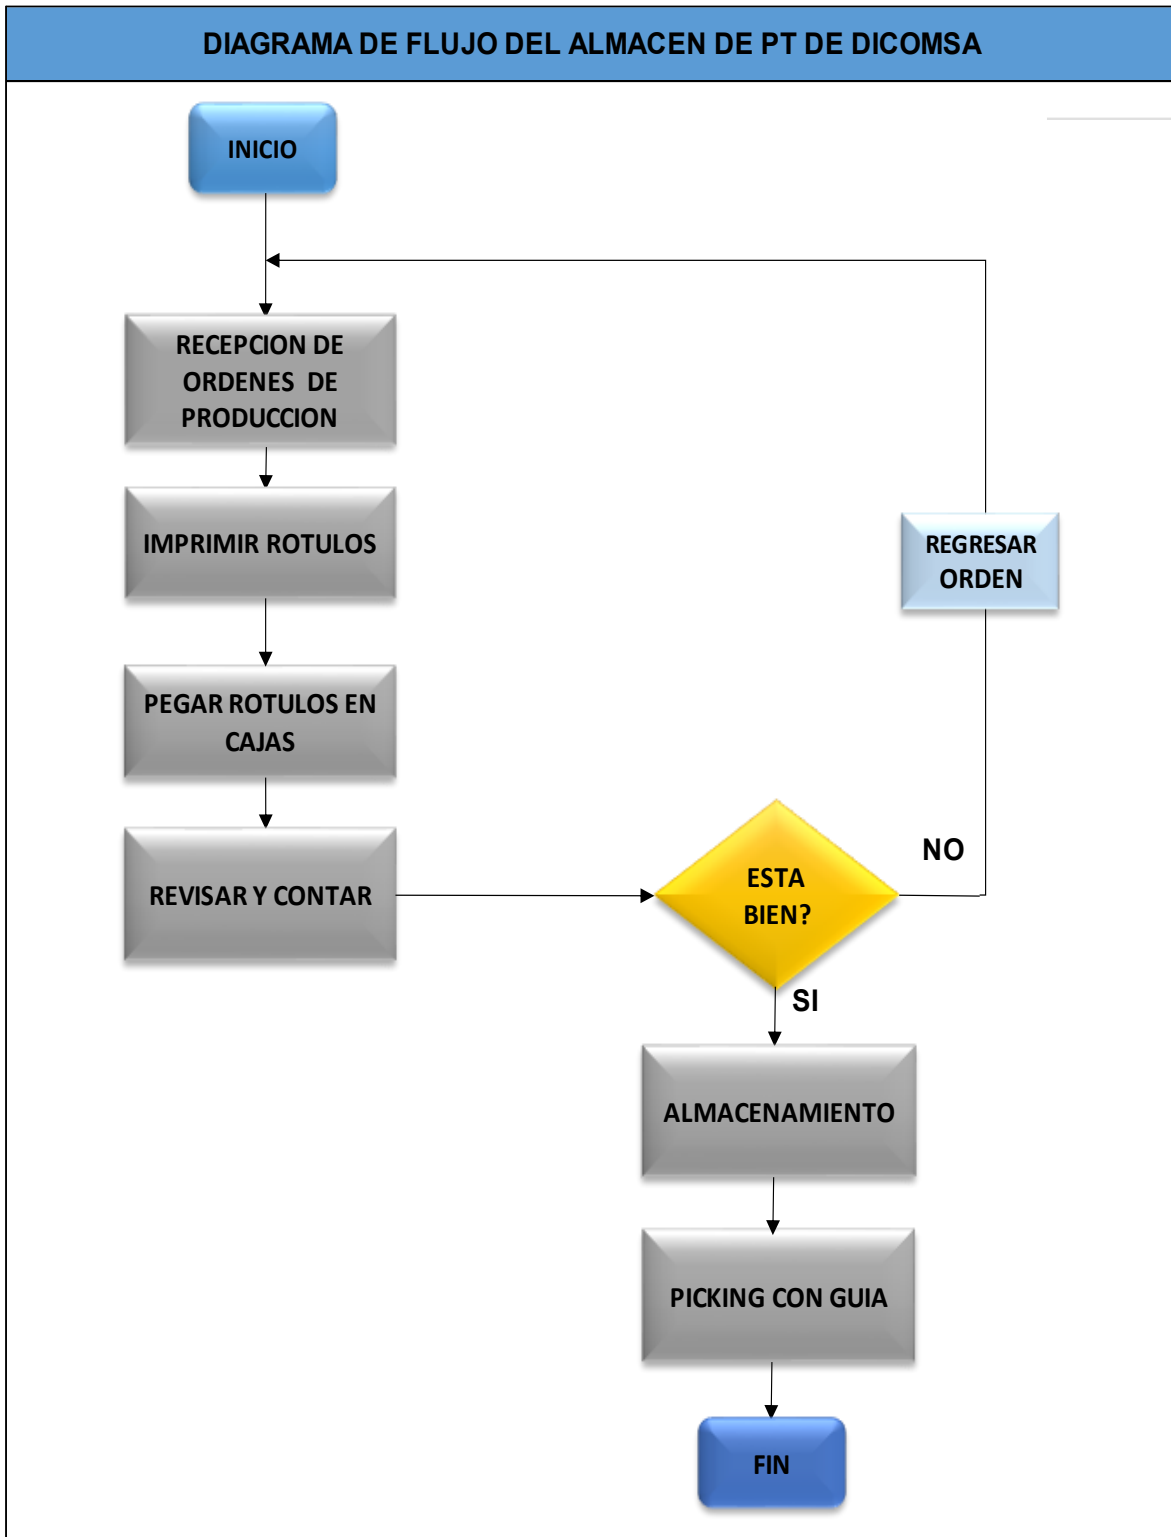 DIAGRAMA DE FLUJO DEL ALMACEN DE PT DE DICOMSA
INICIO
RECEPCION DE
ORDENES DE
PRODUCCION
IMPRIMIR ROTULOS
REGRESAR
ORDEN
PEGAR ROTULOS EN
CAJAS
REVISAR Y CONTAR
ESTA
BIEN?
NO
SI
ALMACENAMIENTO
PICKING CON GUIA
FIN